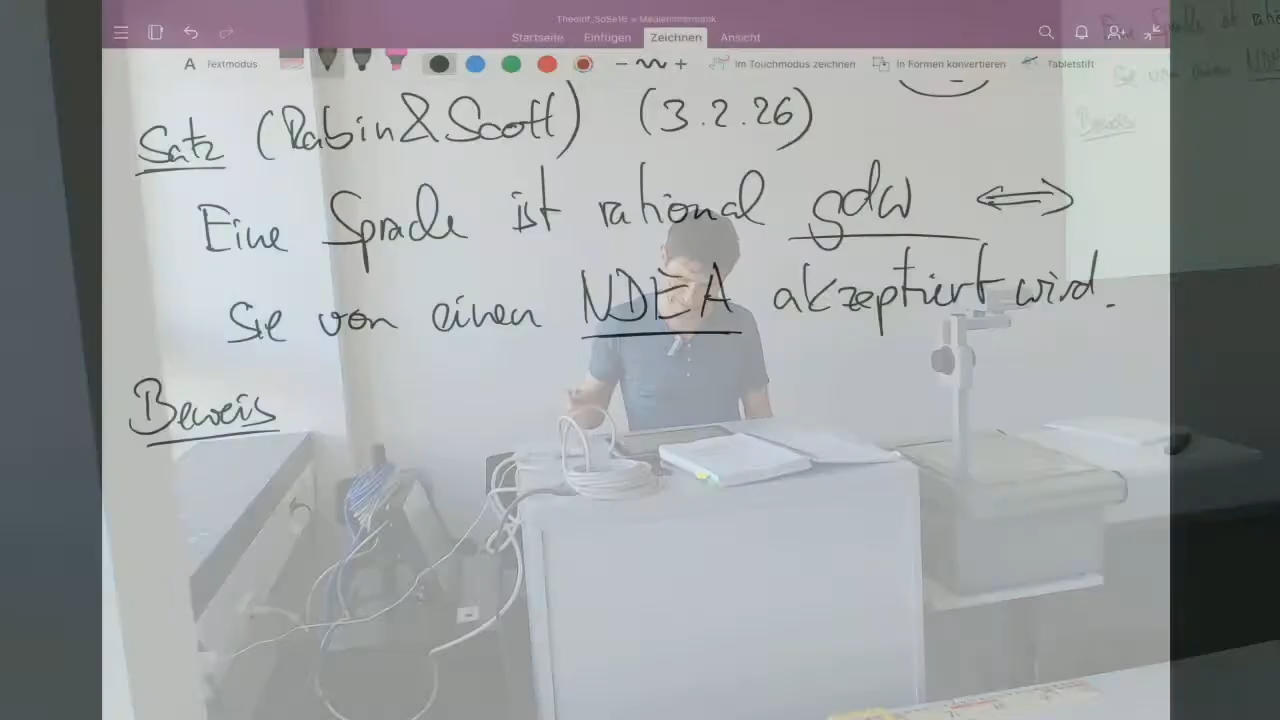 TheoInf_SoSe16 » Medieninformatik
Startseite Einfügen Zeichnen Ansicht
A Textmodus Im Touchmodus zeichnen In Formen konvertieren Tabletstift
Satz (Rabin & Scott) (3.2.26)
Eine Sprache ist rational gdw ⟺
Sie von einen NDEA akzeptiert wird.
Beweis